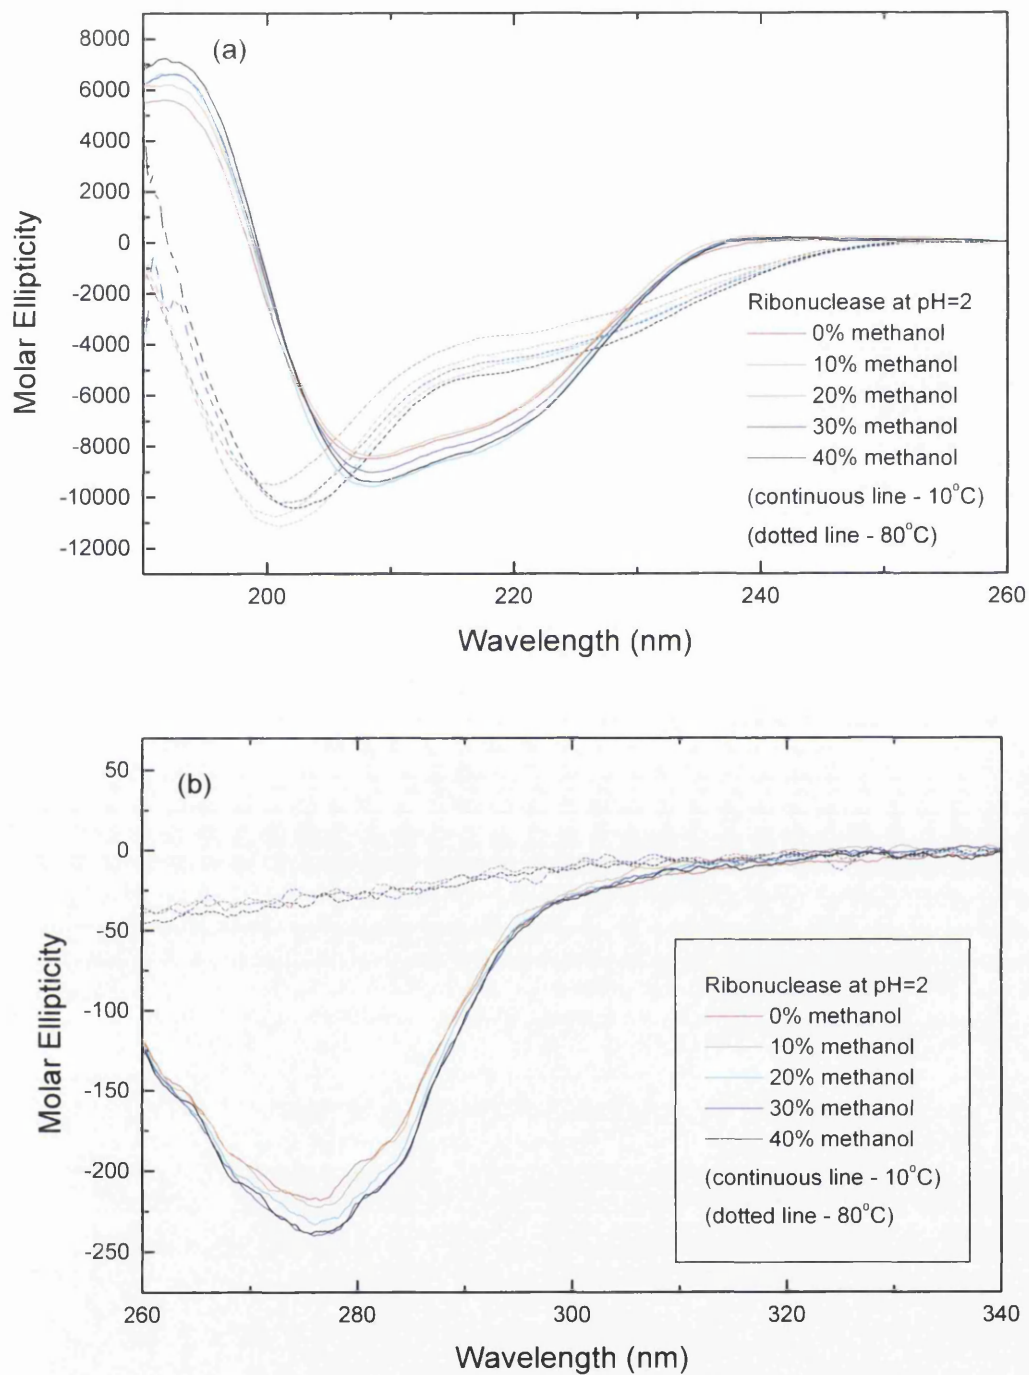 (a)
8000
6000
4000
2000
0
-2000
-4000
-6000
-8000
-10000
-12000
Molar Ellipticity
Ribonuclease at pH=2
0% methanol
10% methanol
20% methanol
30% methanol
40% methanol
(continuous line - 10°C)
(dotted line - 80°C)
200
220
240
260
Wavelength (nm)
(b)
50
0
-50
-100
-150
-200
-250
Molar Ellipticity
Ribonuclease at pH=2
0% methanol
10% methanol
20% methanol
30% methanol
40% methanol
(continuous line - 10°C)
(dotted line - 80°C)
260
280
300
320
340
Wavelength (nm)